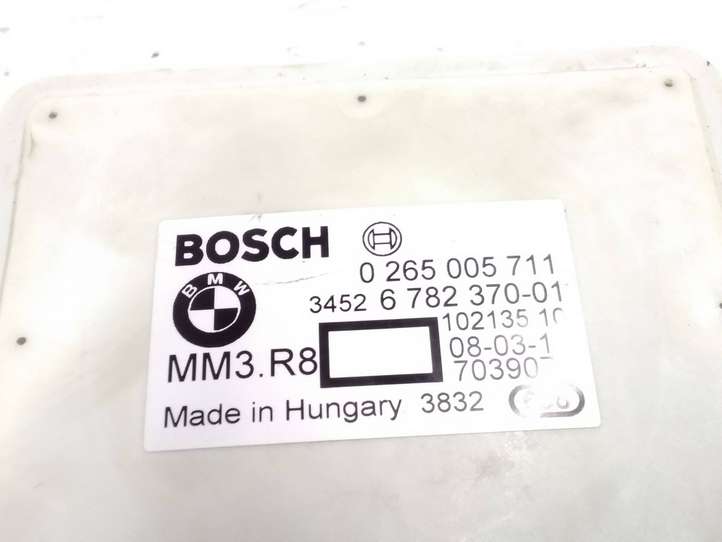 BOSCH
0 265 005 711
BMW
3452 6 782 370-01
102135 10
MM3.R8
08-03-1
70390
Made in Hungary 3832